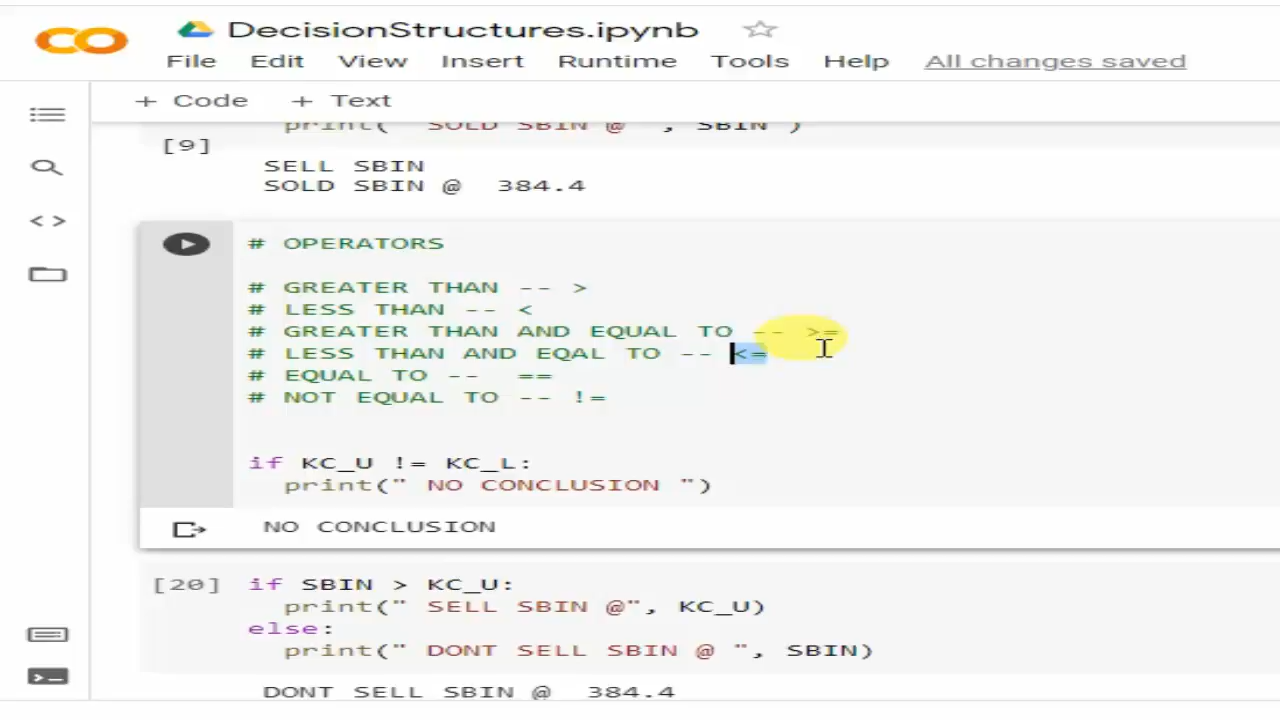 DecisionStructures.ipynb
File Edit View Insert Runtime Tools Help All changes saved
+ Code + Text
print(" SOLD SBIN @ ", SBIN )
[9]
SELL SBIN
SOLD SBIN @ 384.4
# OPERATORS
# GREATER THAN -- >
# LESS THAN -- <
# GREATER THAN AND EQUAL TO -- >=
# LESS THAN AND EQAL TO -- <=
# EQUAL TO -- ==
# NOT EQUAL TO -- !=
if KC_U != KC_L:
print(" NO CONCLUSION ")
NO CONCLUSION
[20] if SBIN > KC_U:
print(" SELL SBIN @", KC_U)
else:
print(" DONT SELL SBIN @ ", SBIN)
DONT SELL SBIN @ 384.4